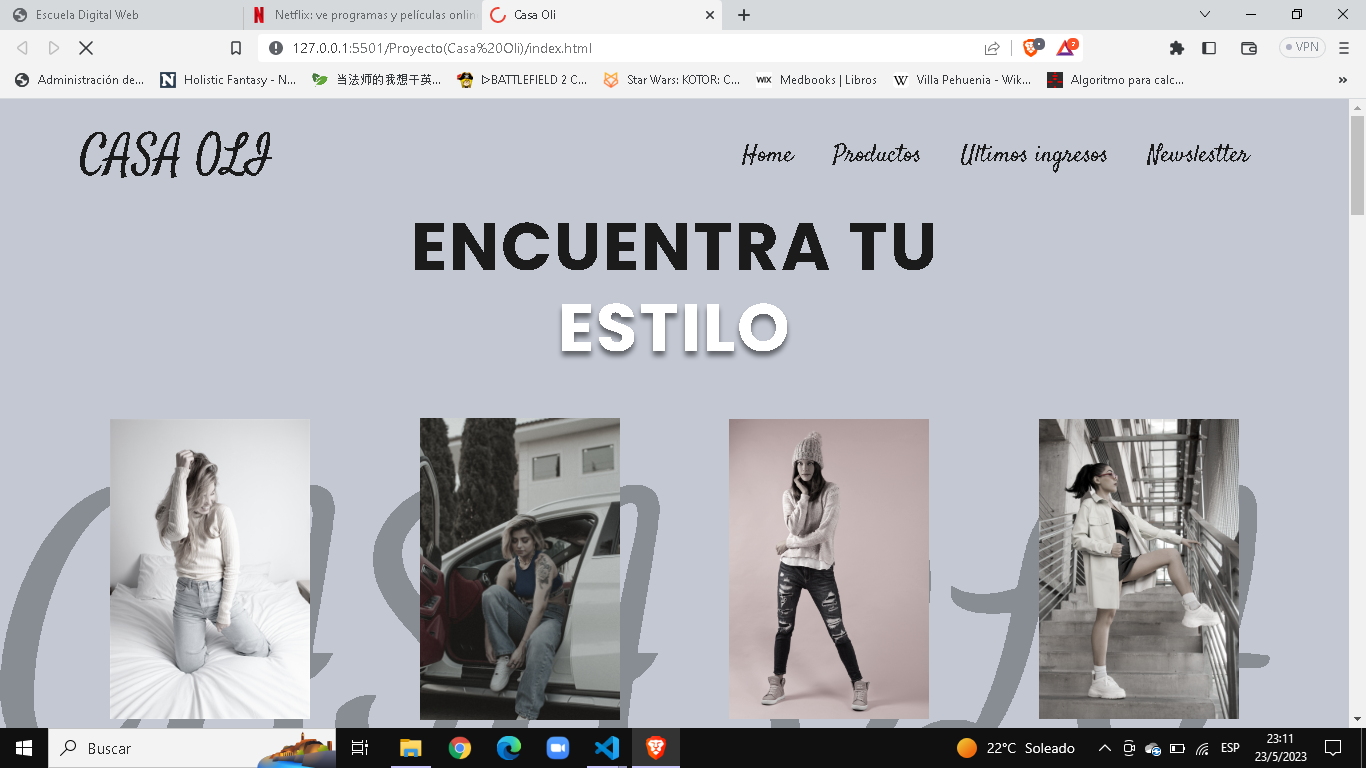 Escuela Digital Web
Netflix: ve programas y películas onlin
Casa Oli
127.0.0.1:5501/Proyecto(Casa%20Oli)/index.html
VPN
Administración de...
Holistic Fantasy - N...
当法师的我想干英...
ᐅBATTLEFIELD 2 C...
Star Wars: KOTOR: C...
WIX
Medbooks | Libros
W
Villa Pehuenia - Wik...
Algoritmo para calc...
»
CASA OLI
Home
Productos
Ultimos ingresos
Newslestter
ENCUENTRA TU
ESTILO
Buscar
22°C Soleado
ESP
23:11
23/5/2023